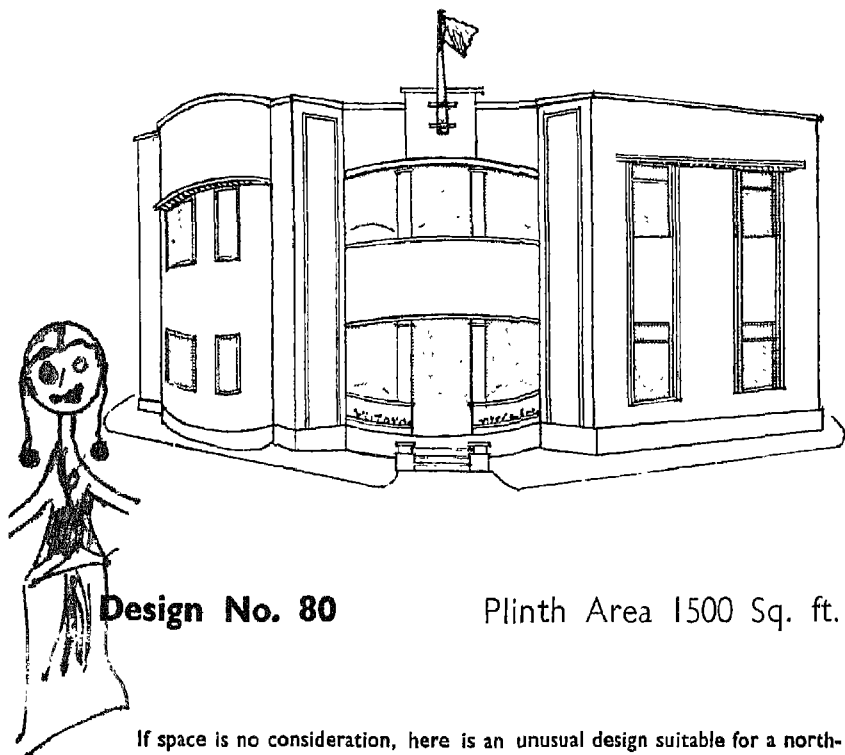 Design No. 80 Plinth Area 1500 Sq. ft.
If space is no consideration, here is an unusual design suitable for a north-